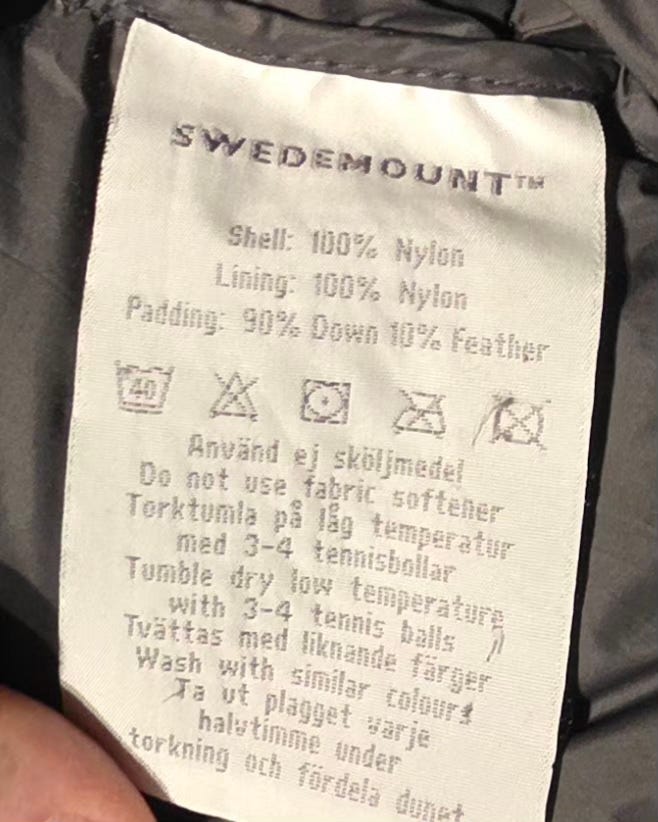 SWEDEMOUNT™
Shell: 100% Nylon
Lining: 100% Nylon
Padding: 90% Down 10% Feather
40
Använd ej sköljmedel
Do not use fabric softener
Torktumla på låg temperatur
med 3-4 tennisbollar
Tumble dry low temperature
with 3-4 tennis balls
Tvättas med liknande färger
Wash with similar colours
Ta ut plagget varje
halvtimme under
torkning och fördela dunet